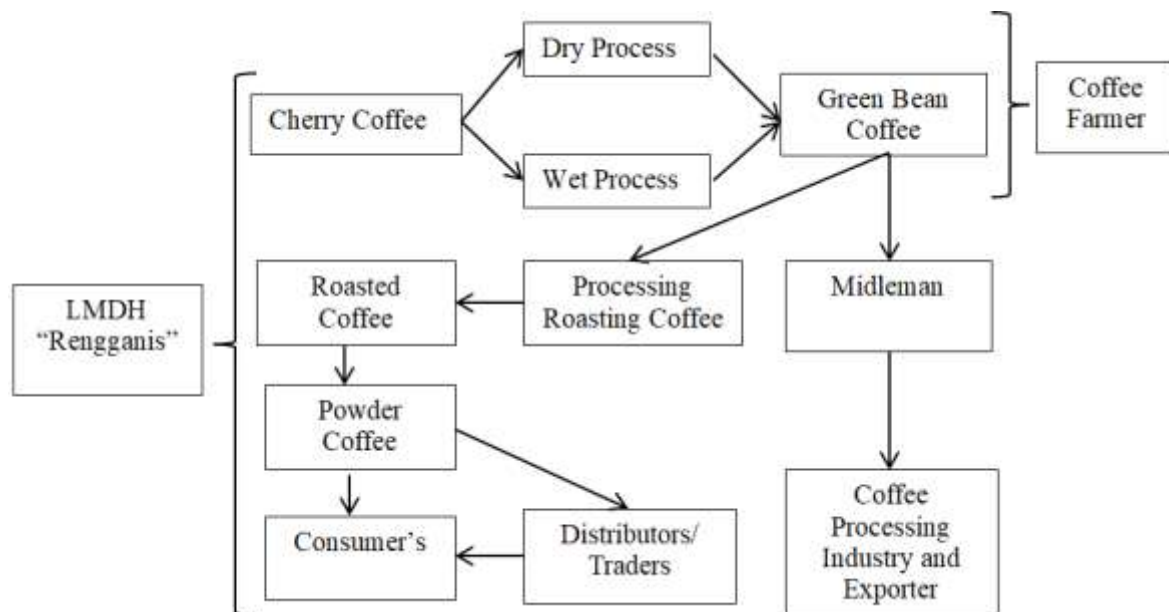 Dry Process
Cherry Coffee
Green Bean
Coffee
Coffee
Farmer
Wet Process
LMDH
“Rengganis”
Roasted
Coffee
Processing
Roasting Coffee
Midleman
Powder
Coffee
Consumer’s
Distributors/
Traders
Coffee
Processing
Industry and
Exporter